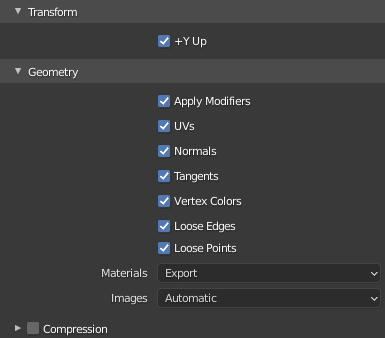 Transform
+Y Up
Geometry
Apply Modifiers
UVs
Normals
Tangents
Vertex Colors
Loose Edges
Loose Points
Materials Export
Images Automatic
Compression